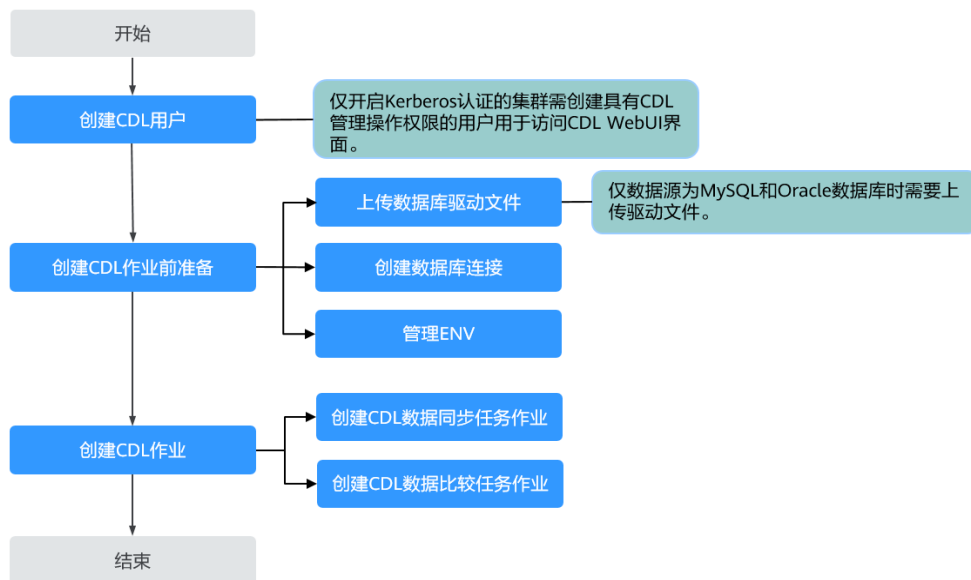 开始
创建CDL用户
仅开启Kerberos认证的集群需创建具有CDL
管理操作权限的用户用于访问CDL WebUI界
面。
上传数据库驱动文件
仅数据源为MySQL和Oracle数据库时需要上
传驱动文件。
创建CDL作业前准备
创建数据库连接
管理ENV
创建CDL作业
创建CDL数据同步任务作业
创建CDL数据比较任务作业
结束